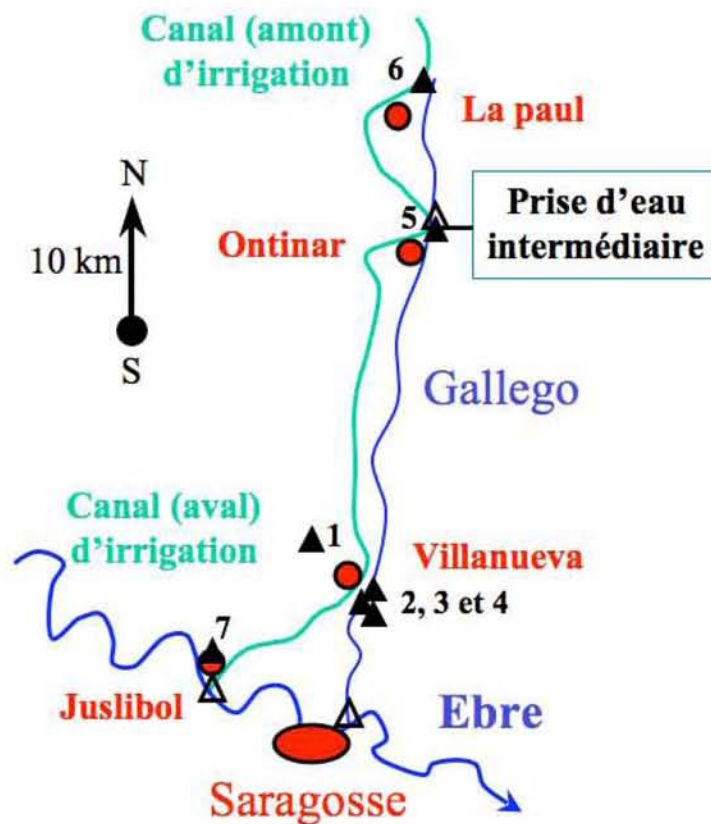 Canal (amont)
d'irrigation
6
La paul
N
10 km
S
5
Prise d'eau
intermédiaire
Ontinar
Gallego
Canal (aval)
d'irrigation
1
Villanueva
2, 3 et 4
7
Juslibol
Ebre
Saragosse